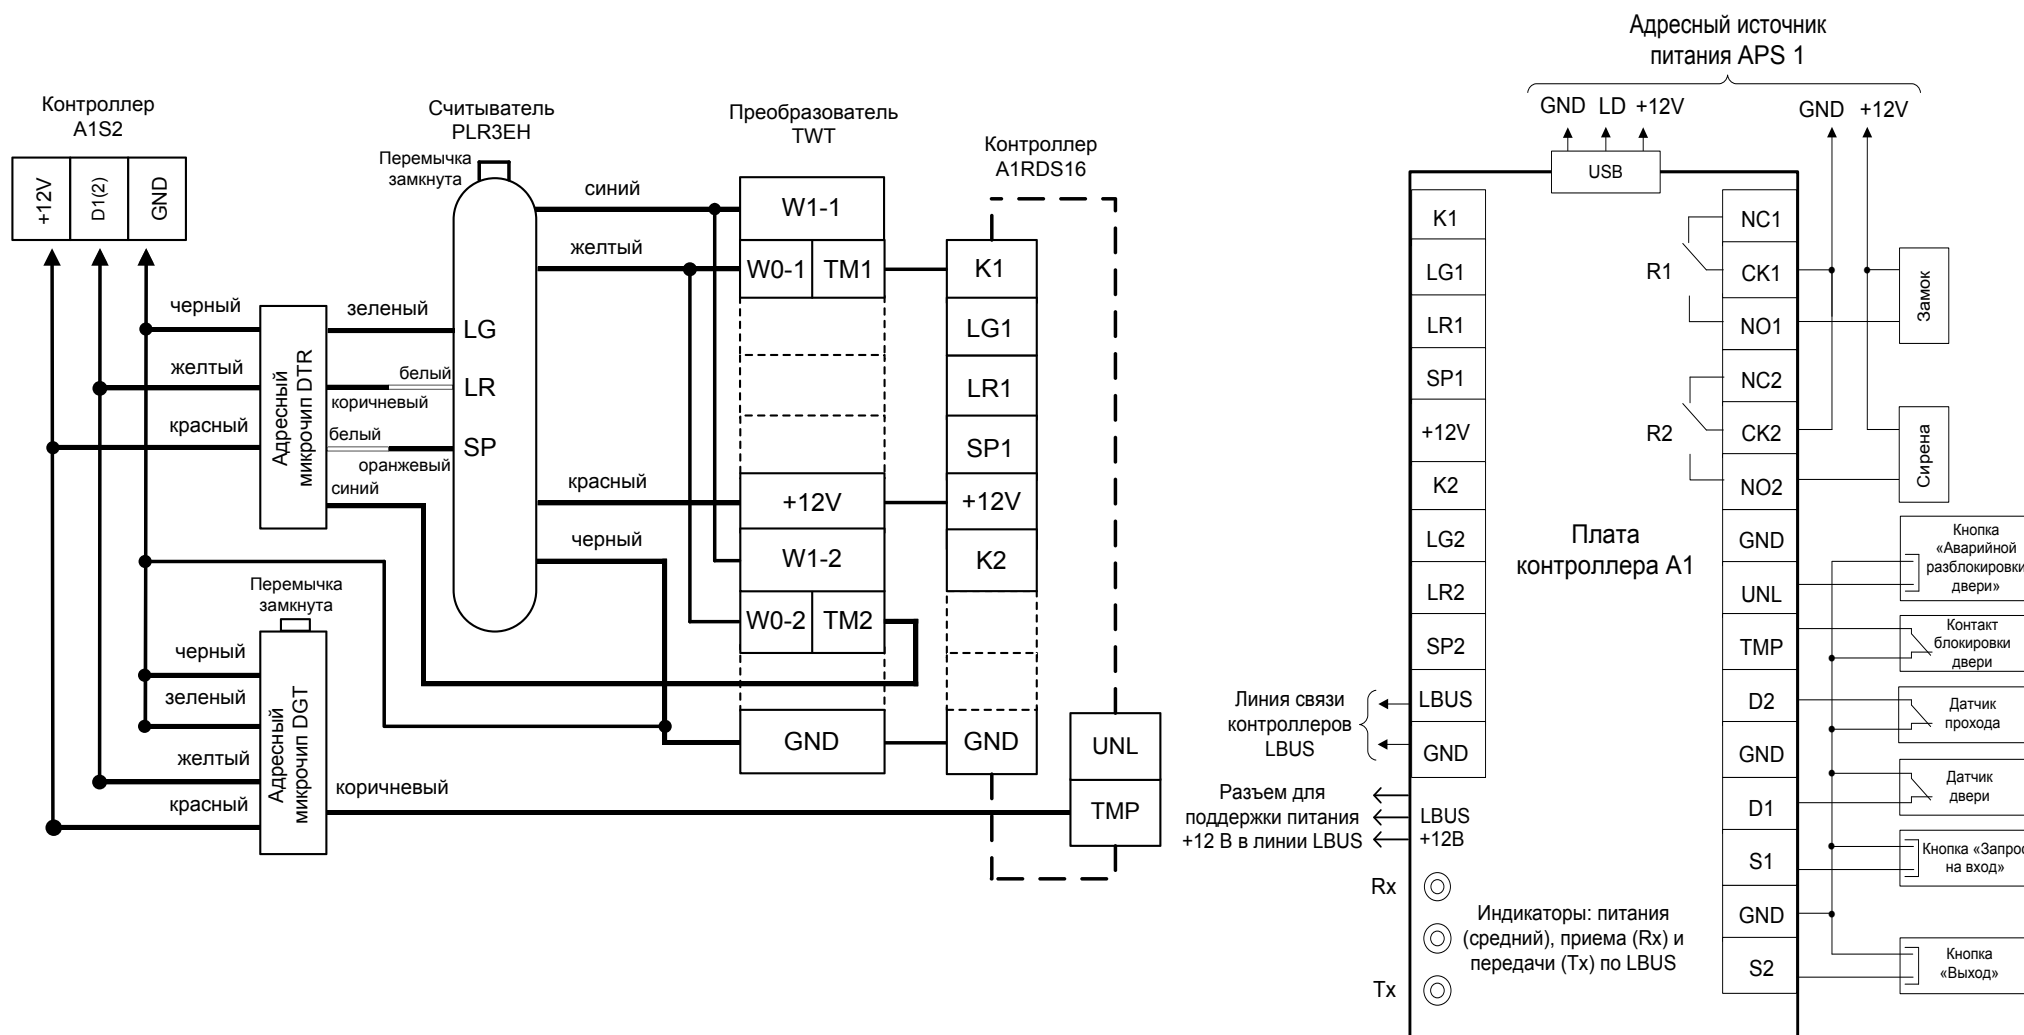 Контроллер
A1S2
+12V
D1(2)
GND
Считыватель
PLR3EH
Перемычка
замкнута
Преобразователь
TWT
Контроллер
A1RDS16
синий
желтый
красный
черный
черный
желтый
красный
Адресный
микрочип DTR
зеленый
белый
коричневый
белый
оранжевый
синий
LG
LR
SP
W1-1
W0-1
TM1
+12V
W1-2
W0-2
TM2
GND
K1
LG1
LR1
SP1
+12V
K2
GND
UNL
TMP
Перемычка
замкнута
черный
зеленый
желтый
красный
Адресный
микрочип DGT
коричневый
Адресный источник
питания APS 1
GND
LD
+12V
GND
+12V
USB
K1
LG1
LR1
SP1
+12V
K2
LG2
LR2
SP2
LBUS
GND
LBUS
+12В
R1
R2
Плата
контроллера A1
NC1
CK1
NO1
NC2
CK2
NO2
GND
UNL
TMP
D2
GND
D1
S1
GND
S2
Замок
Сирена
Кнопка
«Аварийной
разблокировки
двери»
Контакт
блокировки
двери
Датчик
прохода
Датчик
двери
Кнопка «Запрос
на вход»
Кнопка
«Выход»
Линия связи
контроллеров
LBUS
Разъем для
поддержки питания
+12 В в линии LBUS
Rx
Tx
Индикаторы: питания
(средний), приема (Rx) и
передачи (Tx) по LBUS